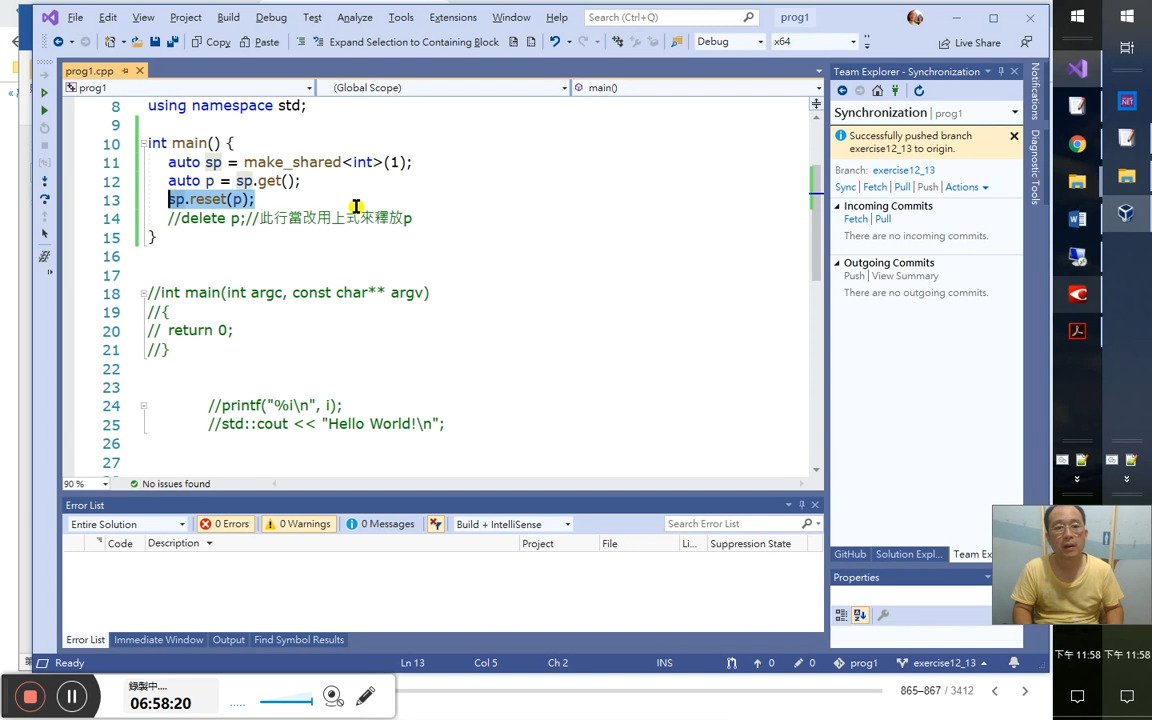 File Edit View Project Build Debug Test Analyze Tools Extensions Window Help Search (Ctrl+Q) prog1
Copy Paste Expand Selection to Containing Block Debug x64 Live Share
prog1.cpp
prog1 (Global Scope) main()
8 using namespace std;
9
10 int main() {
11 auto sp = make_shared<int>(1);
12 auto p = sp.get();
13 sp.reset(p);
14 //delete p;//此行當改用上式來釋放p
15 }
16
17
18 //int main(int argc, const char** argv)
19 //{
20 // return 0;
21 //}
22
23
24 //printf("%i\n", i);
25 //std::cout << "Hello World!\n";
26
27
90 % No issues found
Error List
Entire Solution 0 Errors 0 Warnings 0 Messages Build + IntelliSense Search Error List
Code Description Project File Li... Suppression State
Error List Immediate Window Output Find Symbol Results
Ready Ln 13 Col 5 Ch 2 INS 0 0 prog1 exercise12_13
Team Explorer - Synchronization
Synchronization | prog1
Successfully pushed branch
exercise12_13 to origin.
Branch: exercise12_13
Sync Fetch Pull Push Actions
Incoming Commits
Fetch | Pull
There are no incoming commits.
Outgoing Commits
Push | View Summary
There are no outgoing commits.
GitHub Solution Expl... Team Ex
Properties
Notifications
Diagnostic Tools
.NET
下午 11:58 下午 11:58
錄製中....
06:58:20
865–867 / 3412